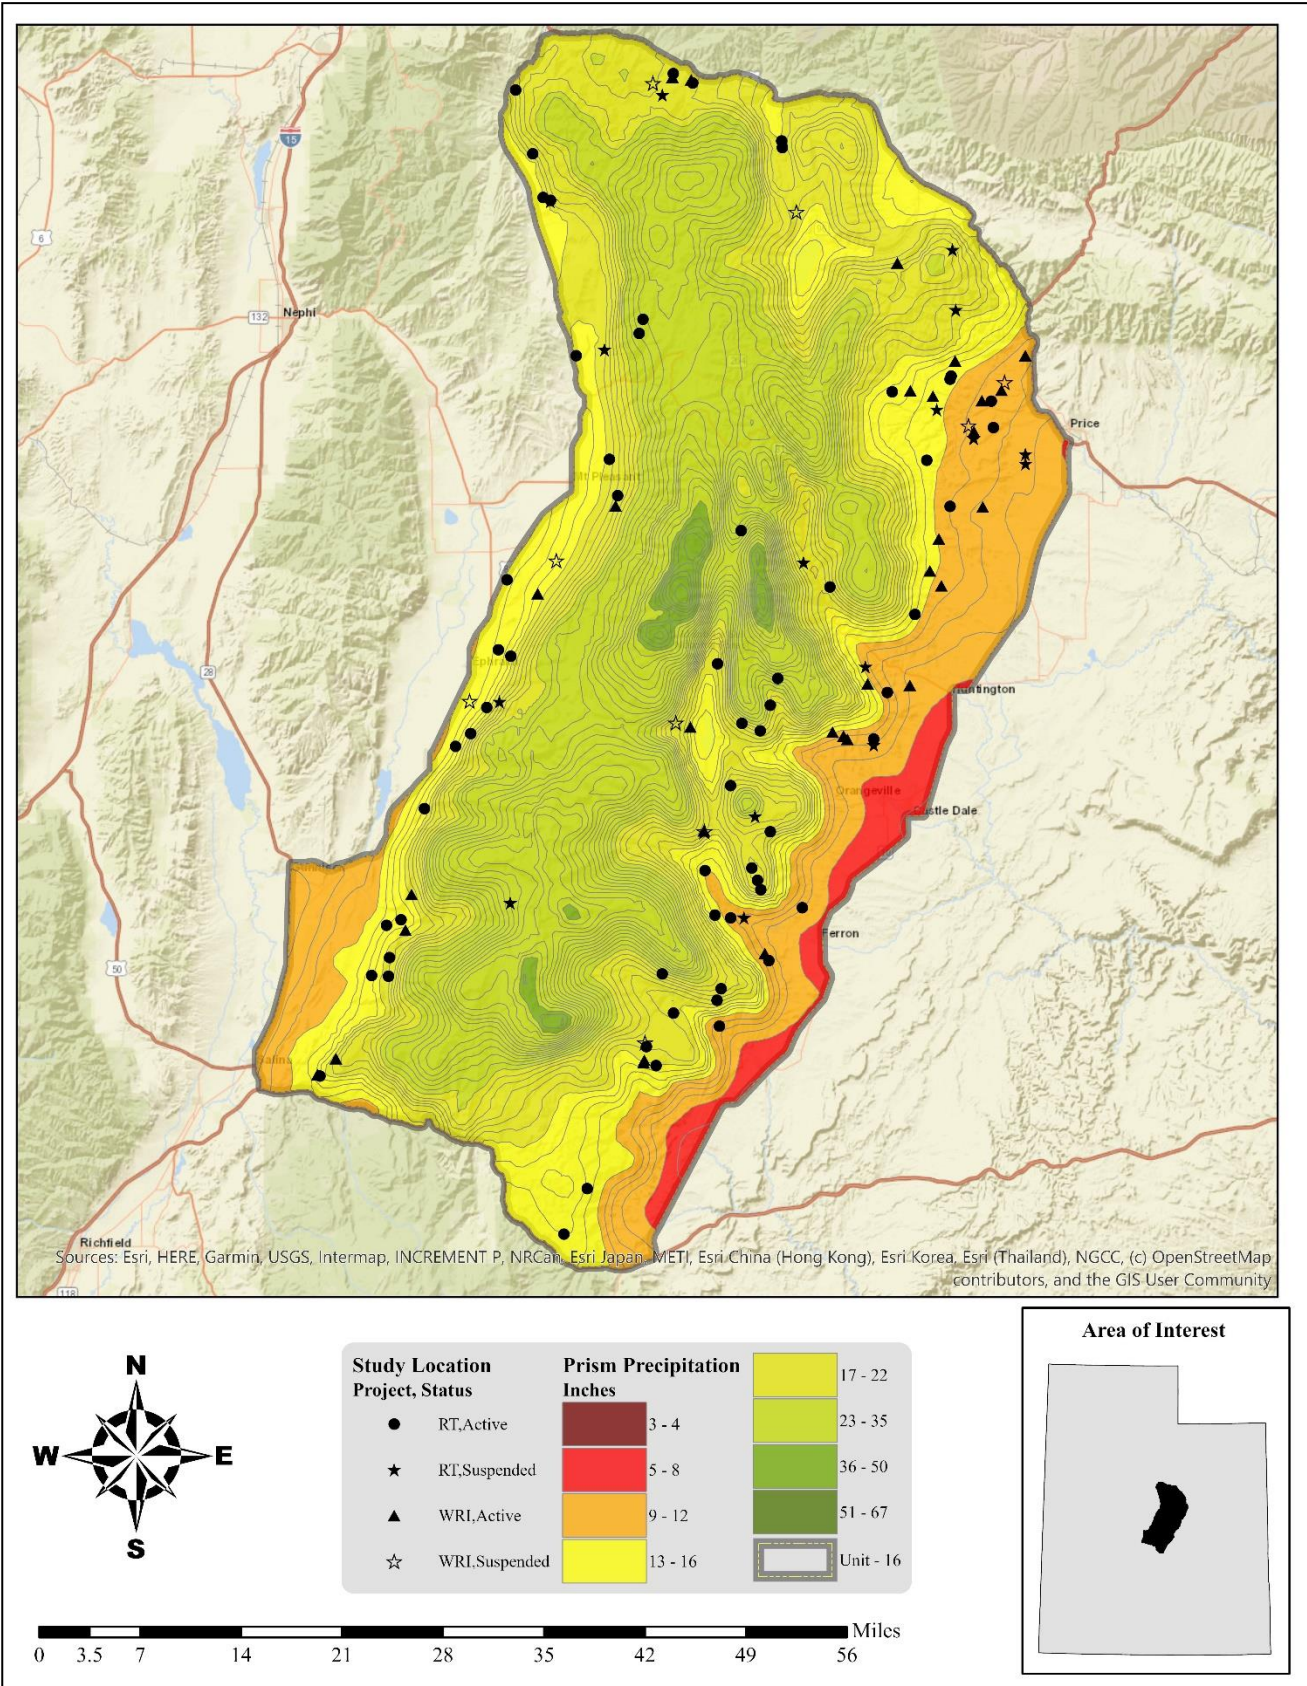 15
6
132
Nephi
Price
Mt Pleasant
28
Huntington
Orangeville
Castle Dale
Ferron
50
Salina
Richfield
118
Sources: Esri, HERE, Garmin, USGS, Intermap, INCREMENT P, NRCan, Esri Japan, METI, Esri China (Hong Kong), Esri Korea, Esri (Thailand), NGCC, (c) OpenStreetMap
contributors, and the GIS User Community
N
W
E
S
Study Location
Project, Status
RT,Active
RT,Suspended
WRI,Active
WRI,Suspended
Prism Precipitation
Inches
3 - 4
5 - 8
9 - 12
13 - 16
17 - 22
23 - 35
36 - 50
51 - 67
Unit - 16
Area of Interest
Miles
0 3.5 7 14 21 28 35 42 49 56